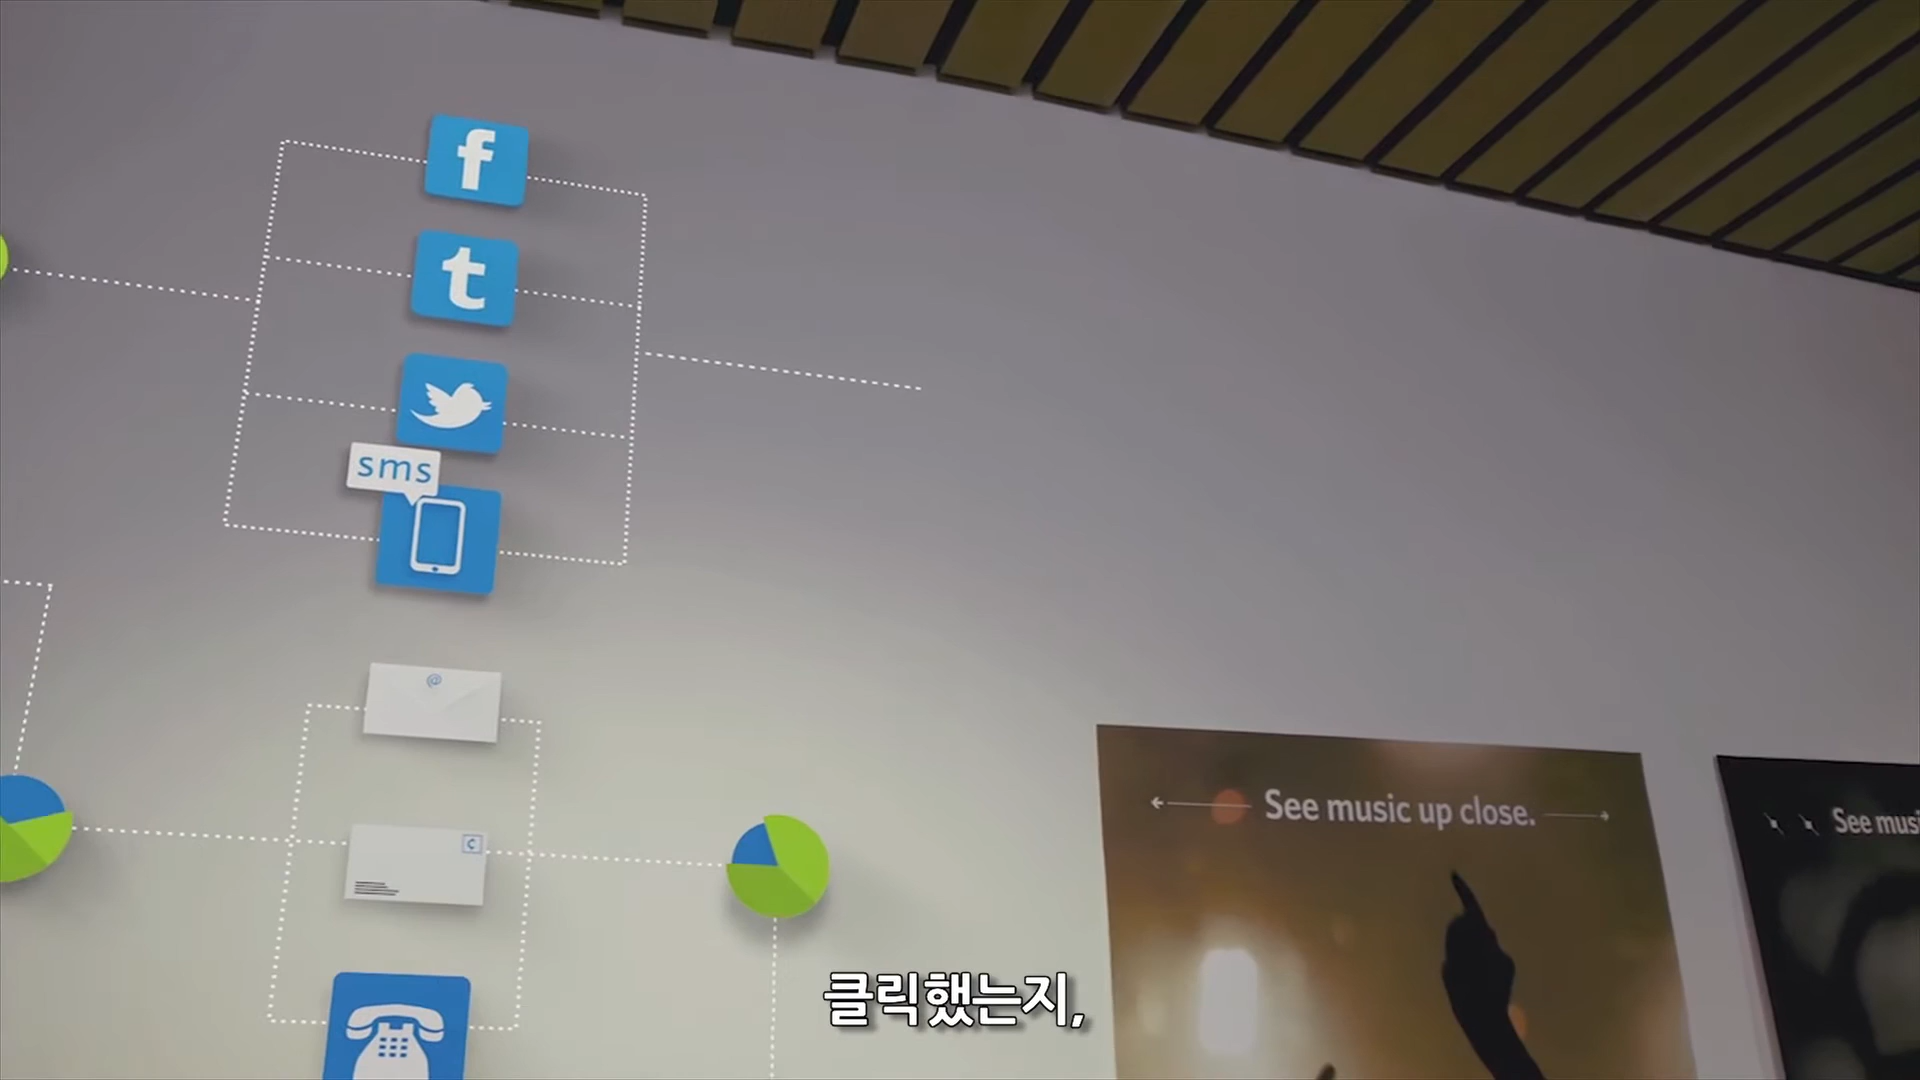 f
t
sms
@
See music up close.
See musi
클릭했는지,